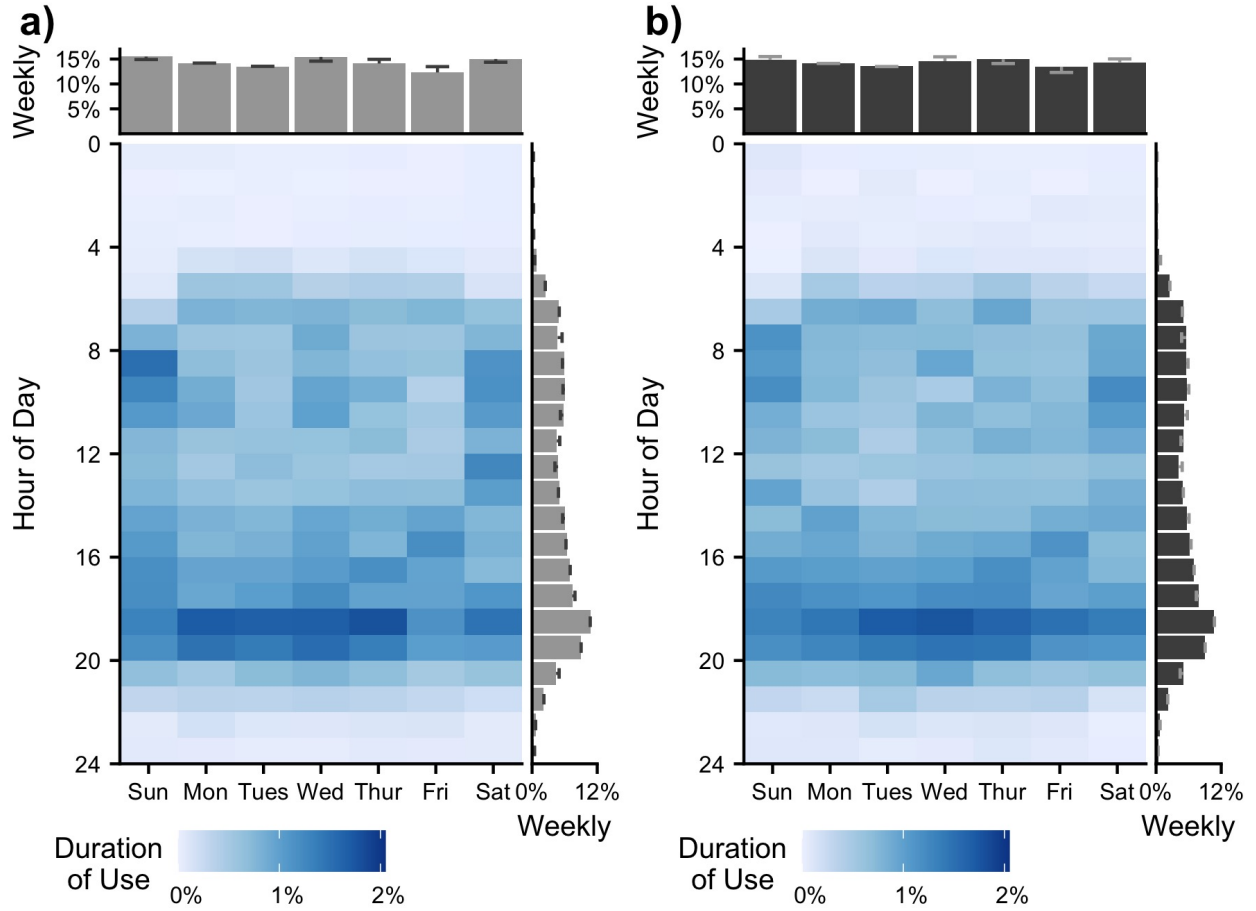 a)
Weekly
15%
10%
5%
0
4
8
12
16
20
24
Hour of Day
Sun Mon Tues Wed Thur Fri Sat 0% 12%
Weekly
Duration
of Use
0% 1% 2%
b)
Weekly
15%
10%
5%
0
4
8
12
16
20
24
Hour of Day
Sun Mon Tues Wed Thur Fri Sat 0% 12%
Weekly
Duration
of Use
0% 1% 2%